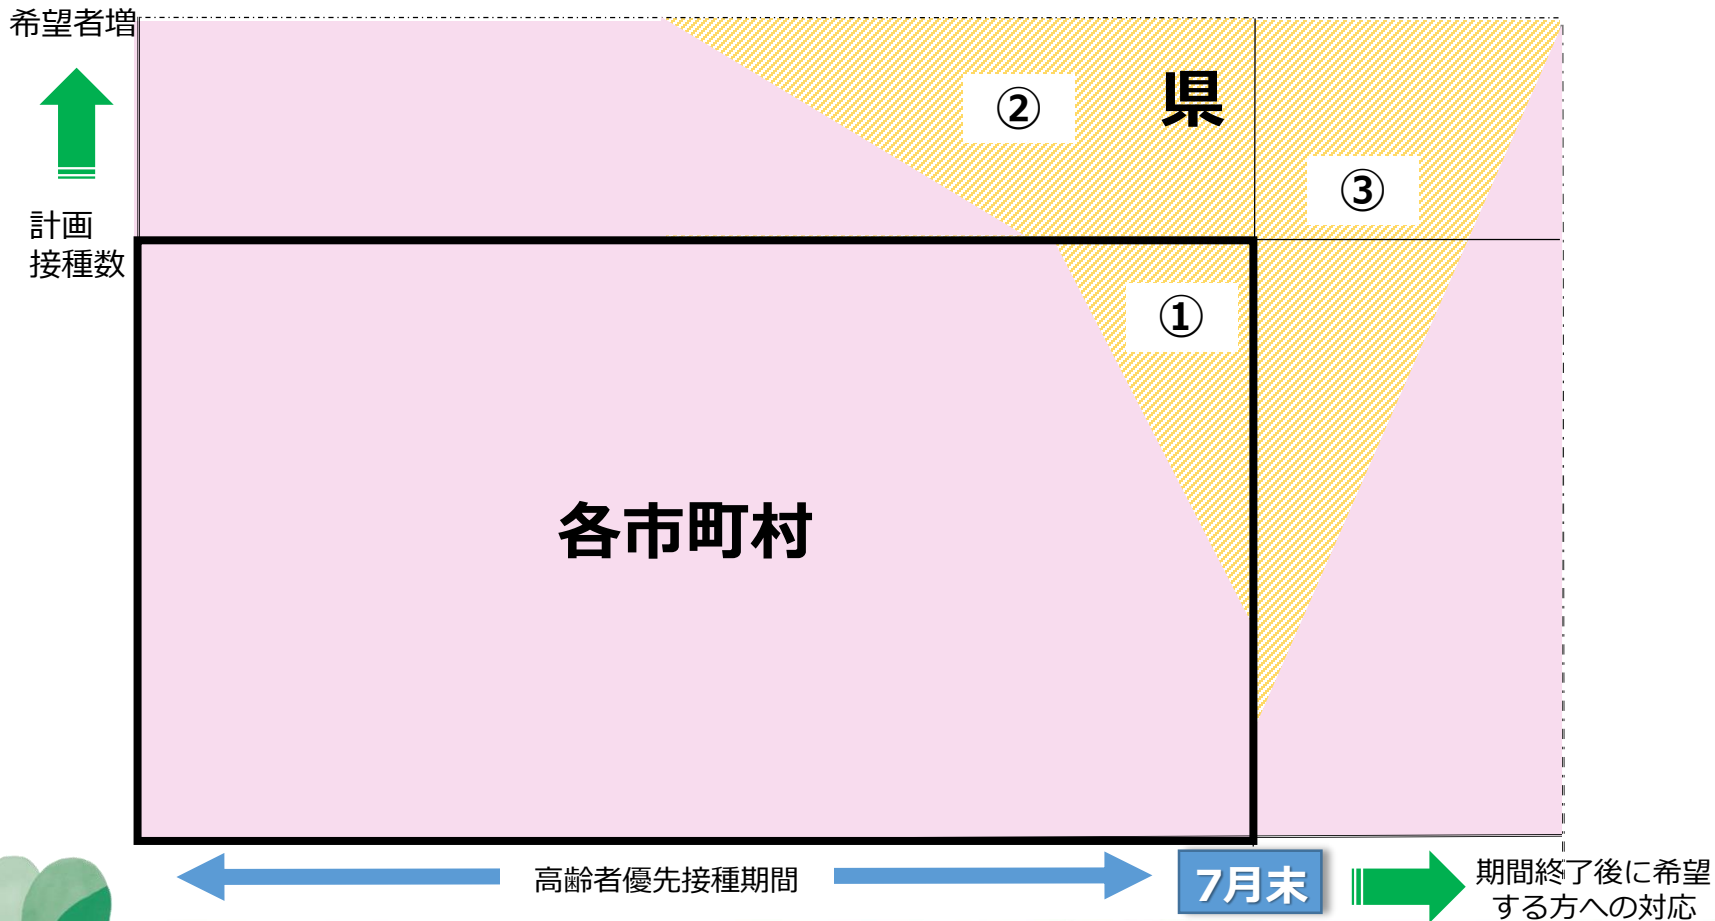 希望者増
県
②
③
計画
接種数
①
各市町村
高齢者優先接種期間
7月末
期間終了後に希望
する方への対応